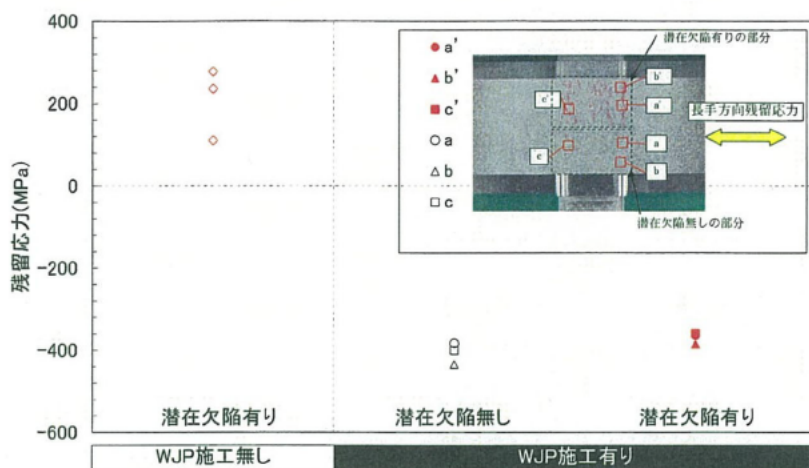 400
200
0
-200
-400
-600
残留応力(MPa)
a'
b'
c'
a
b
c
潜在欠陥有りの部分
b'
c'
a'
長手方向残留応力
a
c
b
潜在欠陥無しの部分
潜在欠陥有り
潜在欠陥無し
潜在欠陥有り
WJP施工無し
WJP施工有り